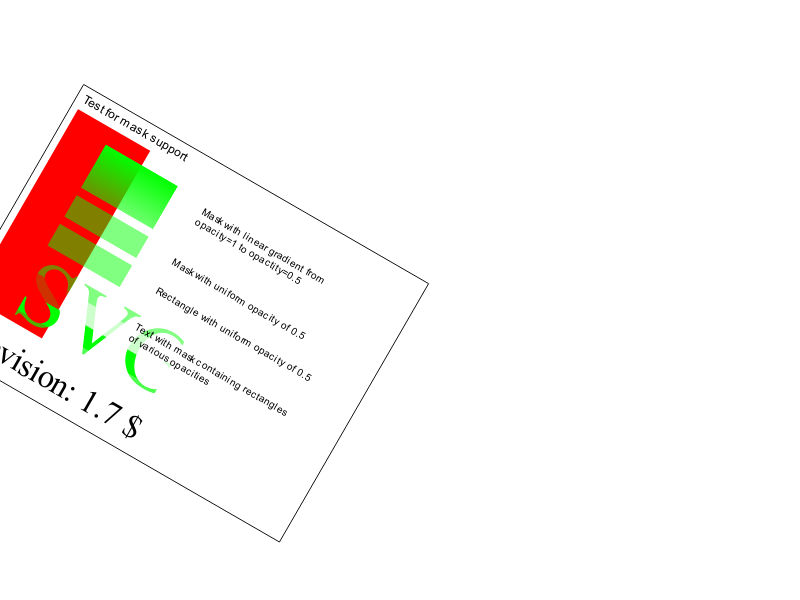 Test for mask support
Mask with linear gradient from
opacity=1 to opactity=0.5
Mask with uniform opacity of 0.5
Rectangle with uniform opacity of 0.5
SVC
Text with mask containing rectangles
of various opacities
vision: 1.7 $